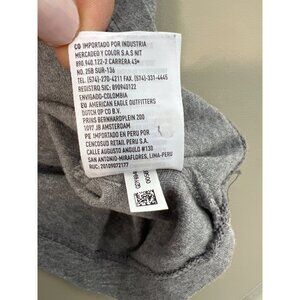 CO IMPORTADO POR INDUSTRIA
MERCADEO Y COLOR S.A.S NIT
890.940.122-2 CARRERA 43A
NO. 25B SUR-136
TEL. (574)-270-4211 FAX. (574)-331-4445
REGISTRO SIC: 890940122
ENVIGADO-COLOMBIA
EU AMERICAN EAGLE OUTFITTERS
DUTCH OP CO B.V.
PRINS BERNHARDPLEIN 200
1097 JB AMSTERDAM
PE IMPORTADO EN PERU POR
CENCOSUD RETAIL PERU S.A.
CALLE AUGUSTO ANGULO #130
SAN ANTONIO-MIRAFLORES, LIMA-PERU
RUC: 20109072177